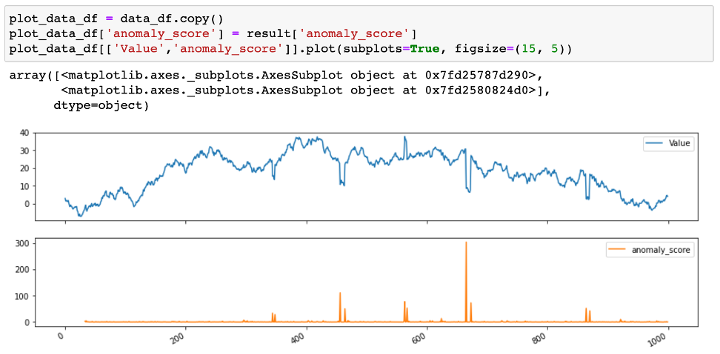 plot_data_df = data_df.copy()
plot_data_df['anomaly_score'] = result['anomaly_score']
plot_data_df[['Value','anomaly_score']].plot(subplots=True, figsize=(15, 5))
array([<matplotlib.axes._subplots.AxesSubplot object at 0x7fd25787d290>,
<matplotlib.axes._subplots.AxesSubplot object at 0x7fd2580824d0>],
dtype=object)
40
30
20
10
0
Value
300
200
100
0
anomaly_score
0 200 400 600 800 1000